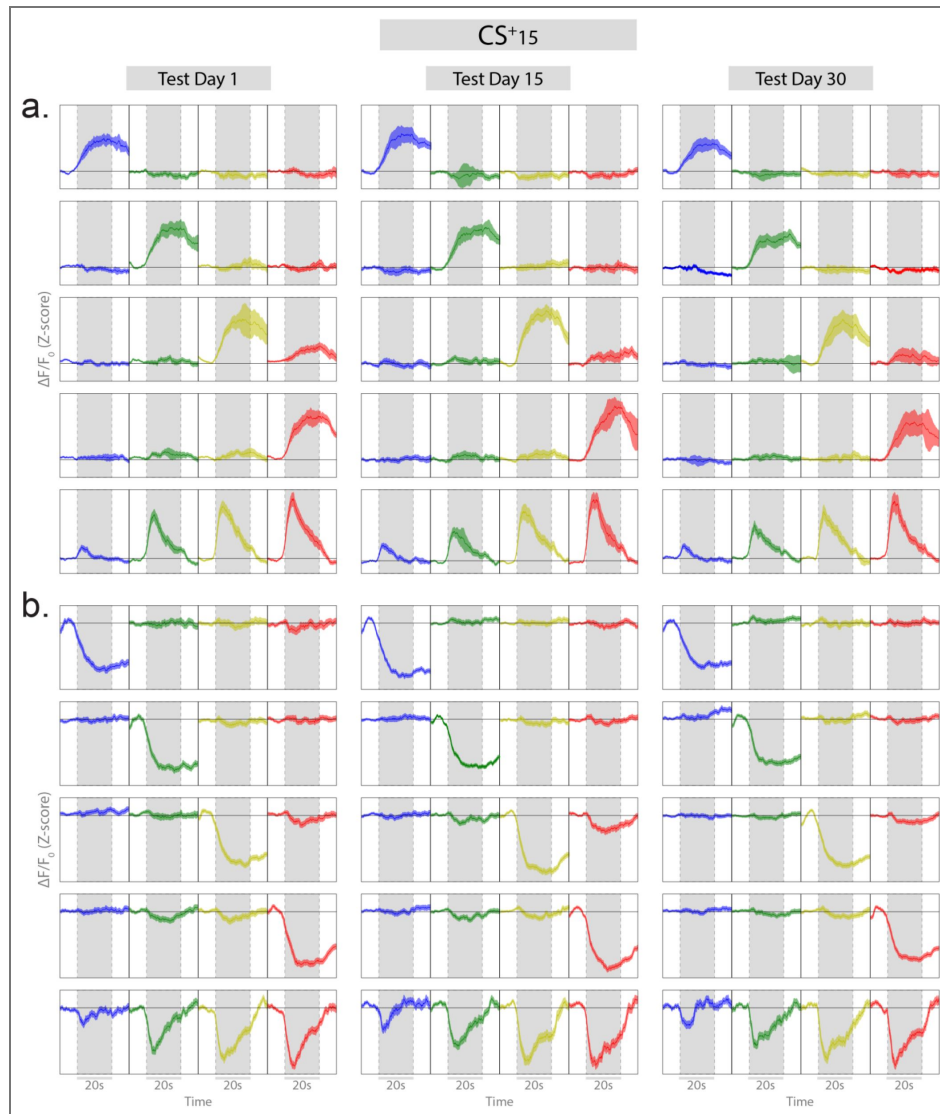 CS+15
Test Day 1 Test Day 15 Test Day 30
a.
ΔF/F0 (Z-score)
b.
ΔF/F0 (Z-score)
20s 20s 20s 20s 20s 20s 20s 20s 20s 20s 20s 20s
Time Time Time